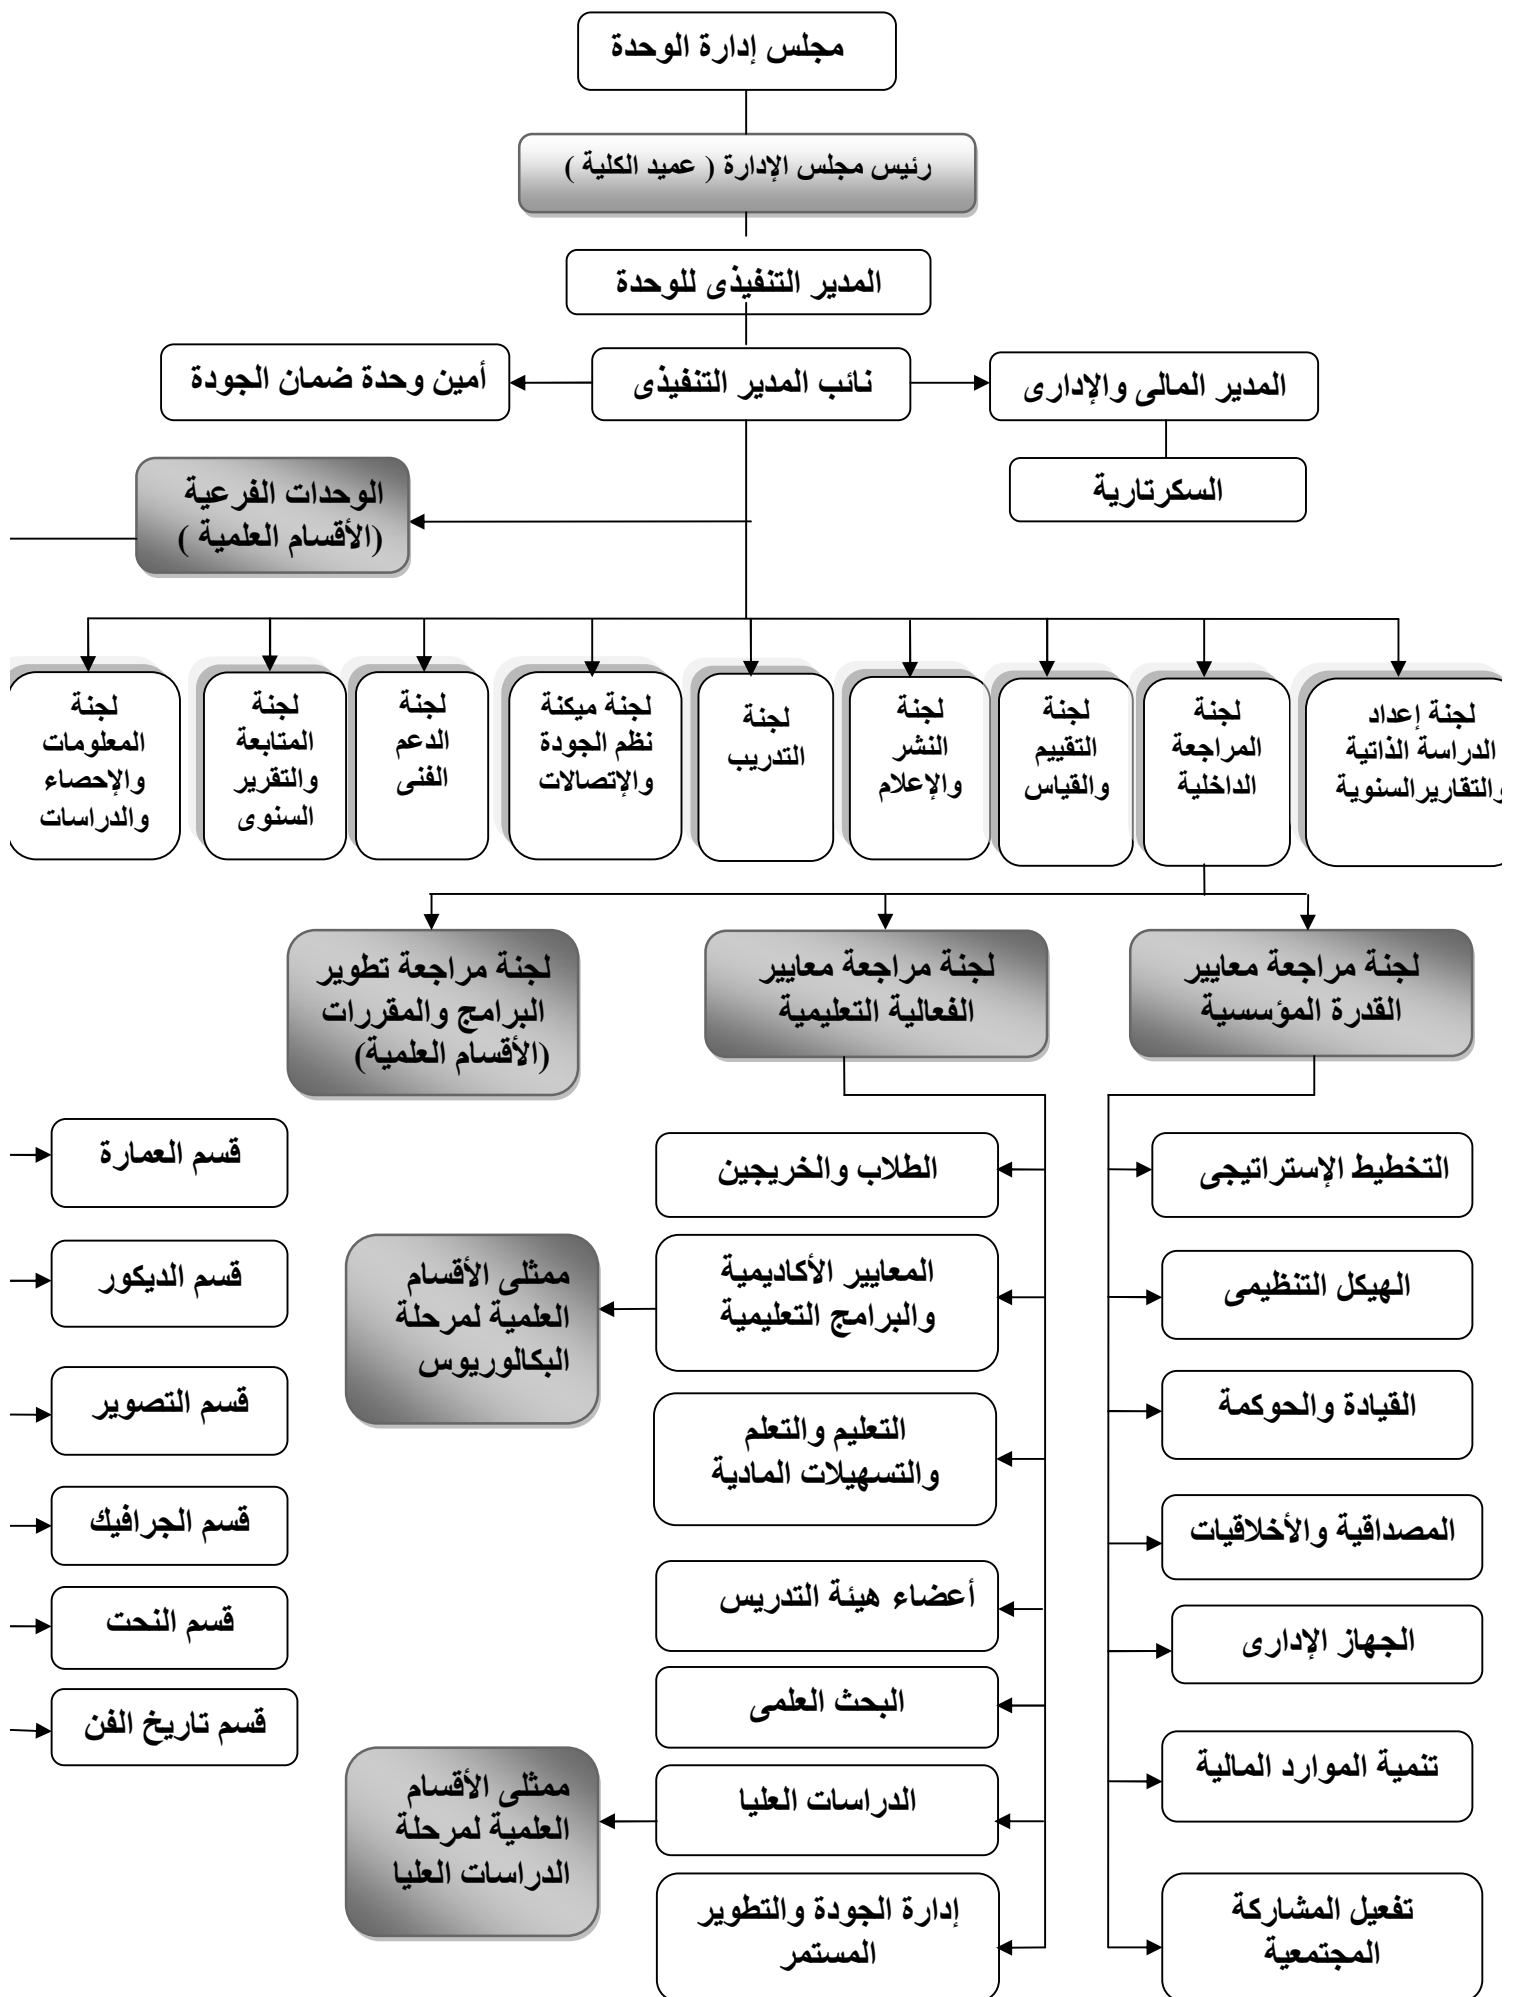 مجلس إدارة الوحدة
رئيس مجلس الإدارة ( عميد الكلية )
المدير التنفيذى للوحدة
المدير المالى والإدارى
نائب المدير التنفيذى
أمين وحدة ضمان الجودة
السكرتارية
الوحدات الفرعية
(الأقسام العلمية )
لجنة إعداد
الدراسة الذاتية
والتقاريرالسنوية
لجنة
المراجعة
الداخلية
لجنة
التقييم
والقياس
لجنة
النشر
والإعلام
لجنة
التدريب
لجنة ميكنة
نظم الجودة
والإتصالات
لجنة
الدعم
الفنى
لجنة
المتابعة
والتقرير
السنوى
لجنة
المعلومات
والإحصاء
والدراسات
لجنة مراجعة معايير
القدرة المؤسسية
لجنة مراجعة معايير
الفعالية التعليمية
لجنة مراجعة تطوير
البرامج والمقررات
(الأقسام العلمية)
التخطيط الإستراتيجى
الهيكل التنظيمى
القيادة والحوكمة
المصداقية والأخلاقيات
الجهاز الإدارى
تنمية الموارد المالية
تفعيل المشاركة
المجتمعية
الطلاب والخريجين
المعايير الأكاديمية
والبرامج التعليمية
التعليم والتعلم
والتسهيلات المادية
أعضاء هيئة التدريس
البحث العلمى
الدراسات العليا
إدارة الجودة والتطوير
المستمر
ممثلى الأقسام
العلمية لمرحلة
البكالوريوس
ممثلى الأقسام
العلمية لمرحلة
الدراسات العليا
قسم العمارة
قسم الديكور
قسم التصوير
قسم الجرافيك
قسم النحت
قسم تاريخ الفن